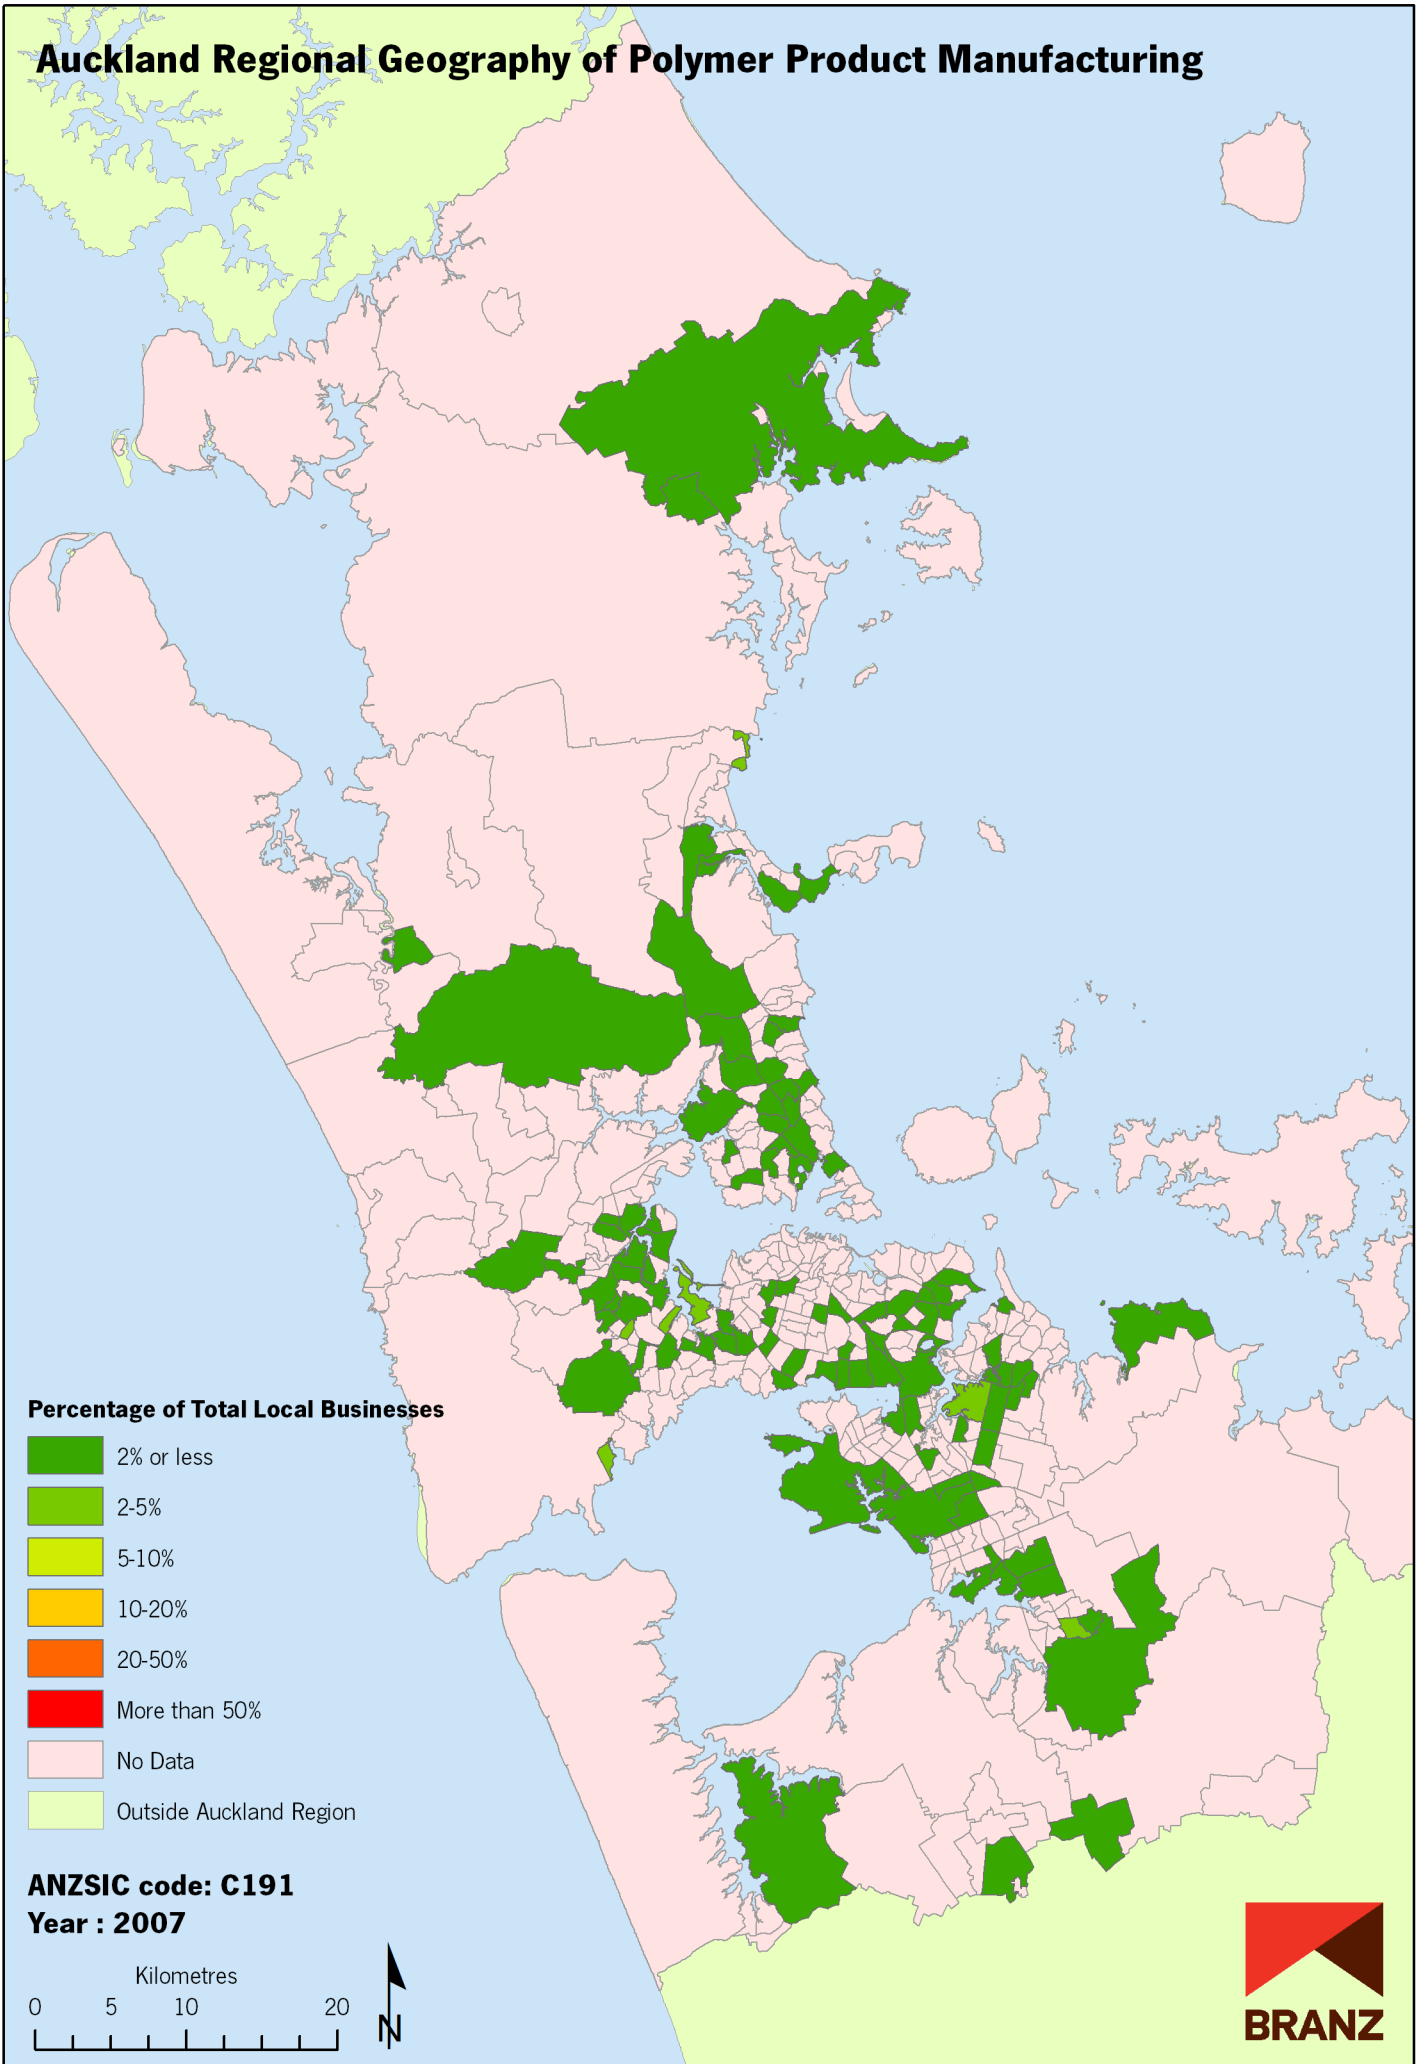 Auckland Regional Geography of Polymer Product Manufacturing
Percentage of Total Local Businesses
2% or less
2-5%
5-10%
10-20%
20-50%
More than 50%
No Data
Outside Auckland Region
ANZSIC code: C191
Year : 2007
Kilometres
0 5 10 20
N
BRANZ